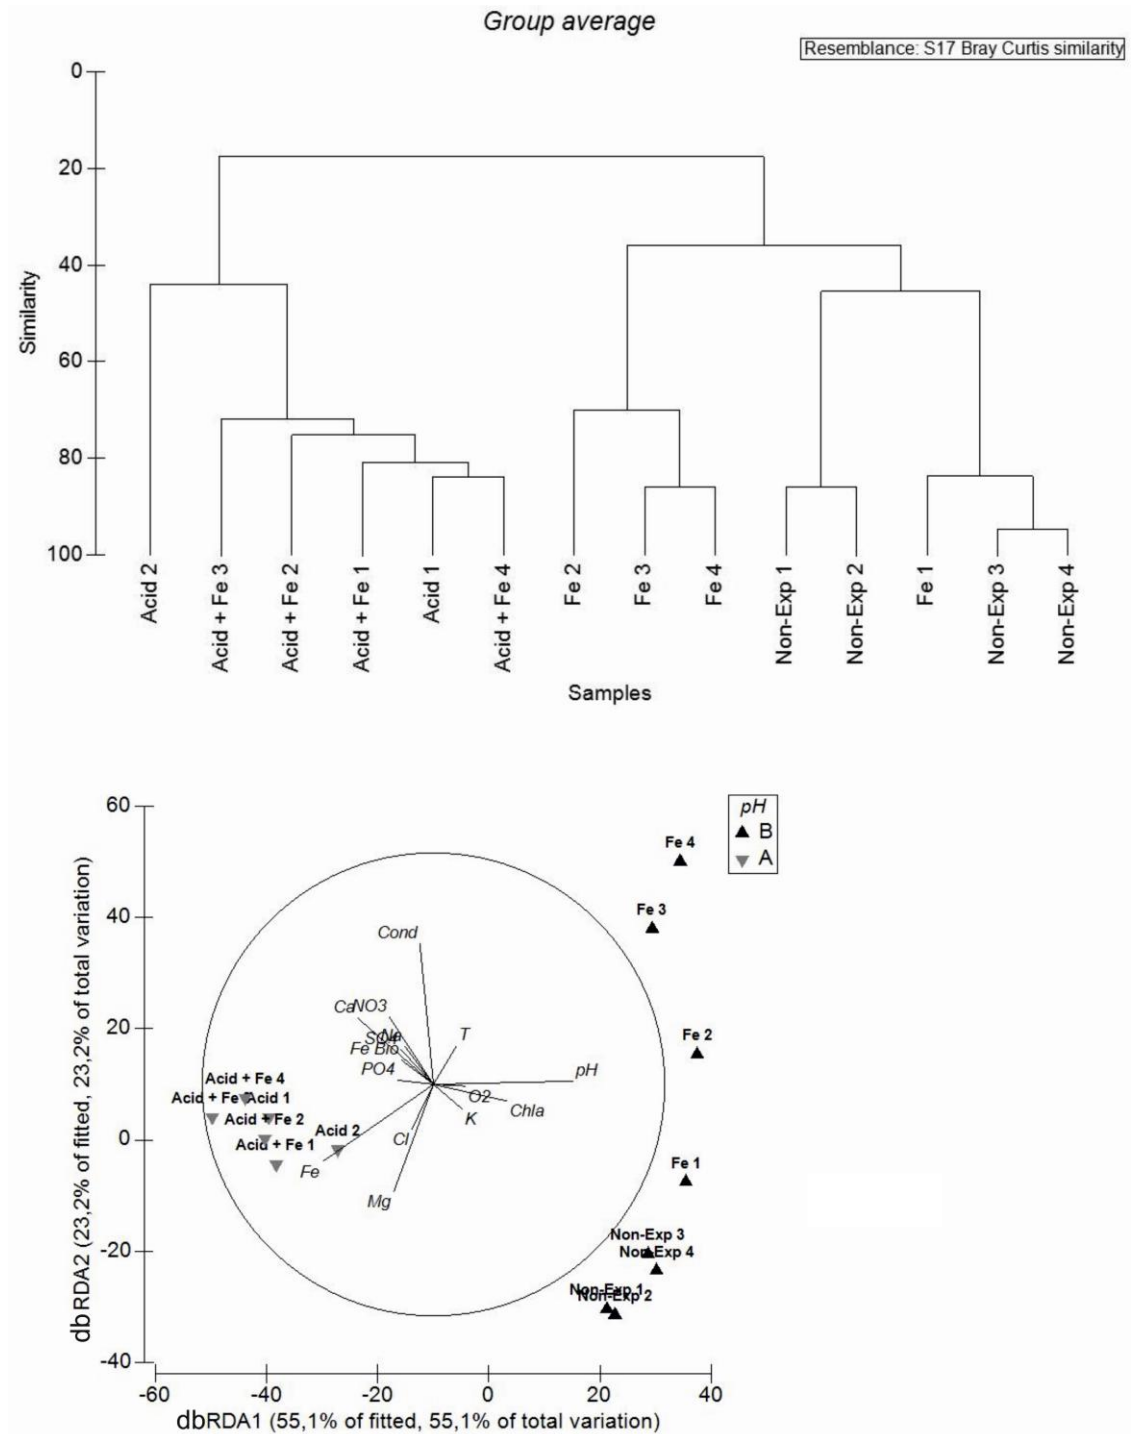 Group average
Resemblance: S17 Bray Curtis similarity
0
20
40
60
80
100
Similarity
Acid 2
Acid + Fe 3
Acid + Fe 2
Acid + Fe 1
Acid 1
Acid + Fe 4
Fe 2
Fe 3
Fe 4
Non-Exp 1
Non-Exp 2
Fe 1
Non-Exp 3
Non-Exp 4
Samples
60
40
20
0
-20
-40
dbRDA2 (23,2% of fitted, 23,2% of total variation)
pH
B
A
Fe 4
Fe 3
Cond
Ca
NO3
Fe Bio
T
Fe 2
PO4
pH
O2
Chla
K
Acid + Fe 4
Acid + Fe
Acid 1
Acid + Fe 2
Acid + Fe 1
Acid 2
Cl
Fe
Mg
Fe 1
Non-Exp 3
Non-Exp 4
Non-Exp 1
Non-Exp 2
-60
-40
-20
0
20
40
dbRDA1 (55,1% of fitted, 55,1% of total variation)